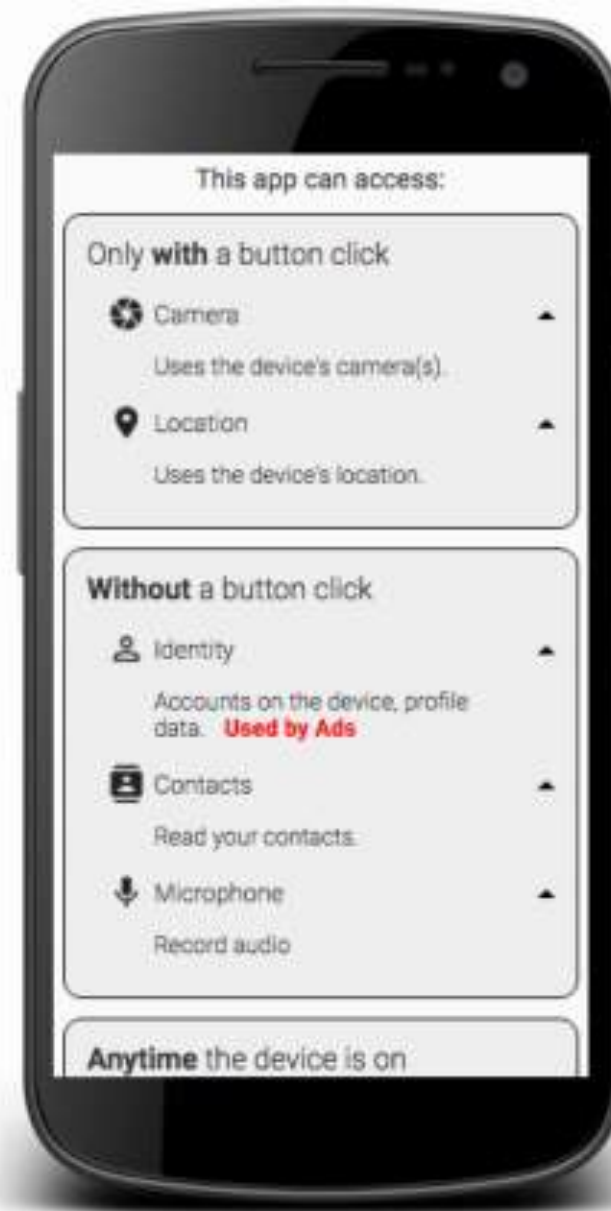 This app can access:
Only with a button click
Camera
Uses the device's camera(s).
Location
Uses the device's location.
Without a button click
Identity
Accounts on the device, profile
data. Used by Ads
Contacts
Read your contacts.
Microphone
Record audio
Anytime the device is on